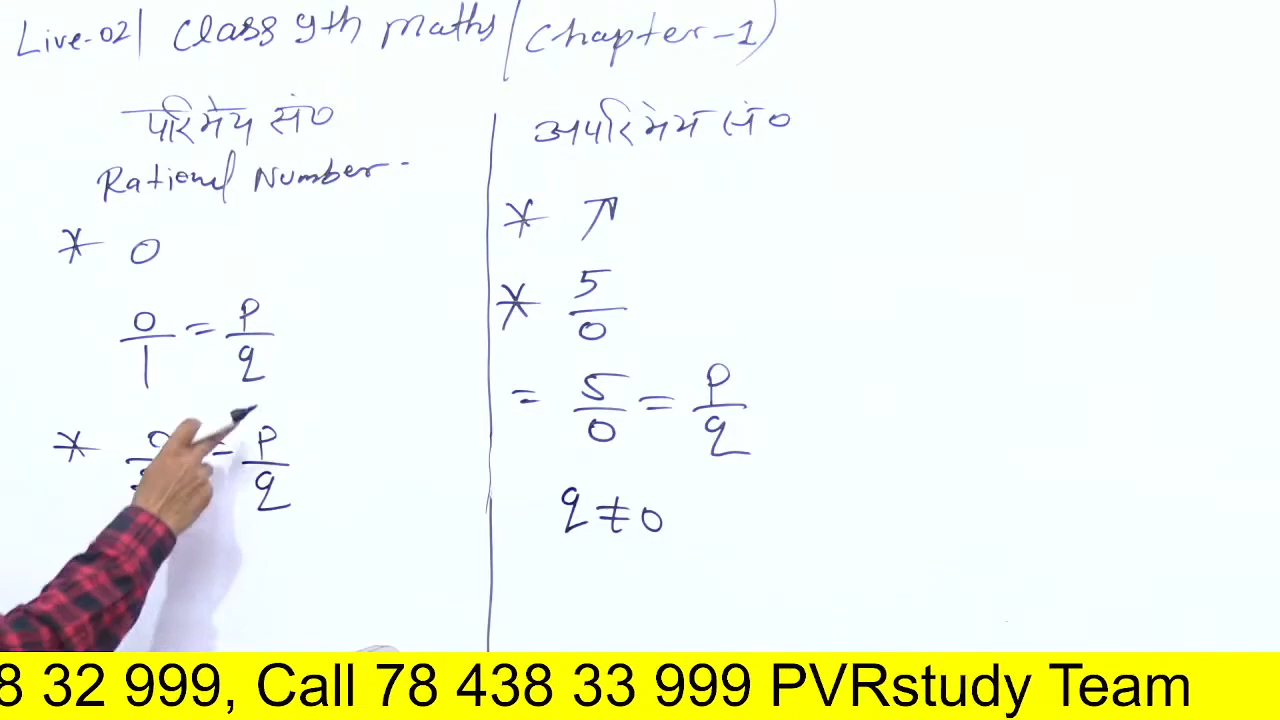 Live-02| Class 9th maths/(Chapter-1)
परिमेय सं०
Rational Number -
* 0
0/1 = p/q
* = p/q
अपरिमेय सं०
* π
* 5/0
= 5/0 = p/q
q ≠ 0
8 32 999, Call 78 438 33 999 PVRstudy Team